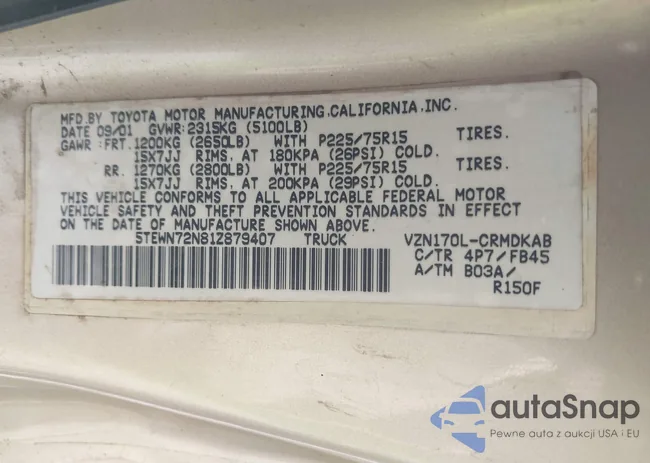 MFD.BY TOYOTA MOTOR MANUFACTURING.CALIFORNIA.INC.
DATE 09/01 GVWR:2315KG (5100LB)
GAWR:FRT.1200KG (2650LB) WITH P225/75R15 TIRES.
15X7JJ RIMS, AT 180KPA (26PSI) COLD.
RR. 1270KG (2800LB) WITH P225/75R15 TIRES.
15X7JJ RIMS, AT 200KPA (29PSI) COLD.
THIS VEHICLE CONFORMS TO ALL APPLICABLE FEDERAL MOTOR
VEHICLE SAFETY AND THEFT PREVENTION STANDARDS IN EFFECT
ON THE DATE OF MANUFACTURE SHOWN ABOVE.
5TEWN72N81Z879407 TRUCK VZN170L-CRMDKAB
C/TR 4P7/FB45
A/TM B03A/
R150F
autoSnap
Pewne auta z aukcji USA i EU